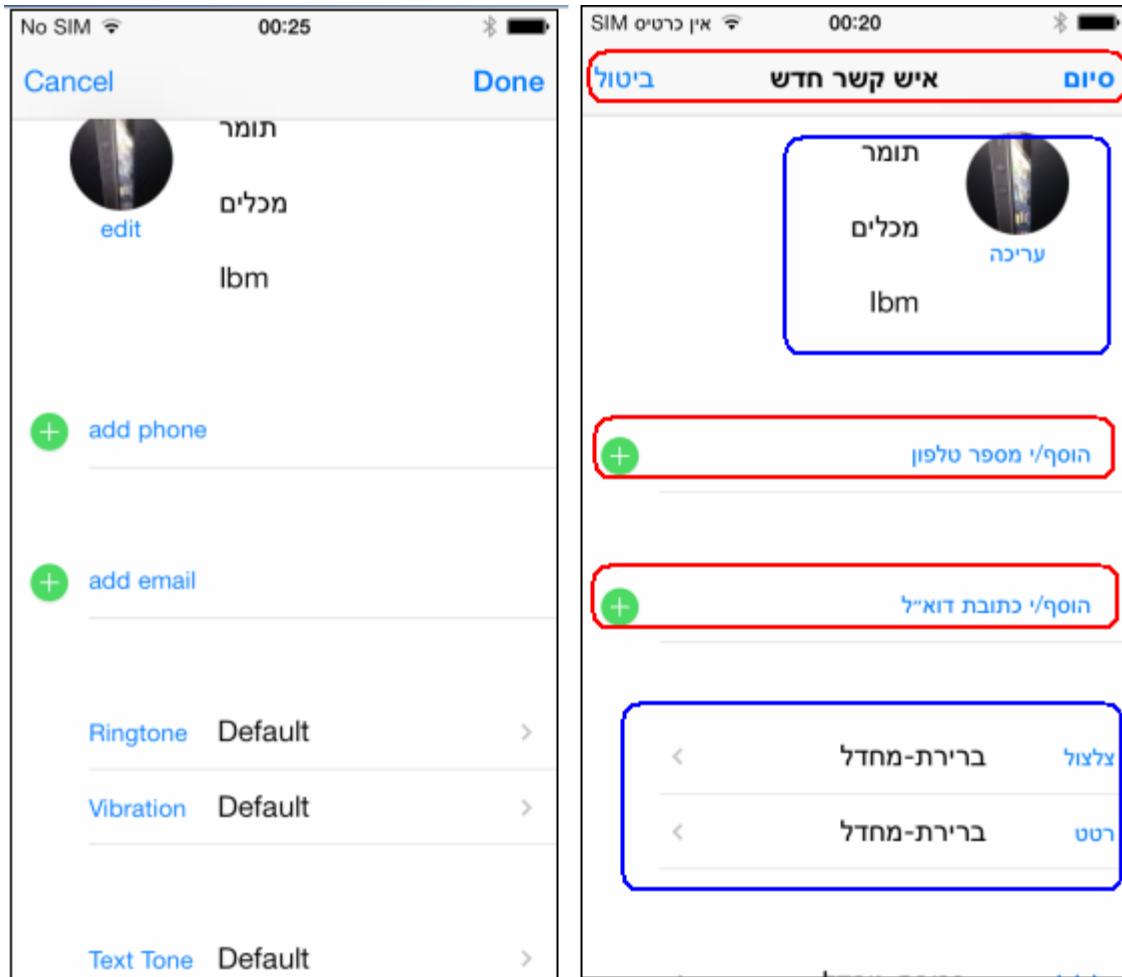 No SIM 00:25
Cancel Done
תומר
מכלים
edit
Ibm
add phone
add email
Ringtone Default
Vibration Default
Text Tone Default
אין כרטיס SIM 00:20
סיום איש קשר חדש ביטול
תומר
מכלים
עריכה
Ibm
הוסף/י מספר טלפון
הוסף/י כתובת דוא״ל
צלצול ברירת-מחדל
רטט ברירת-מחדל